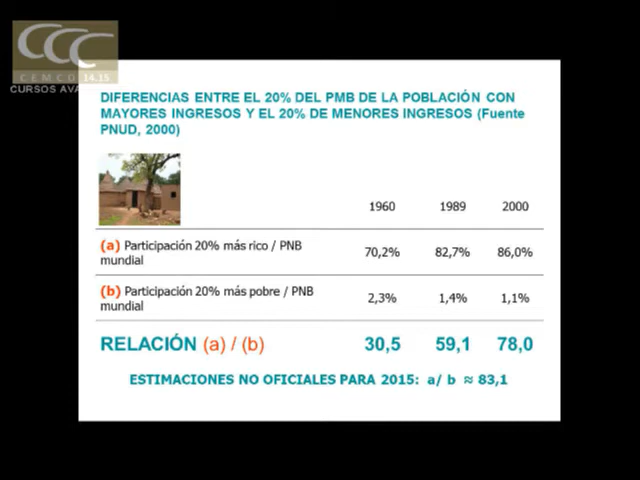 CCC
CEMCO 14.15
CURSOS AVA
DIFERENCIAS ENTRE EL 20% DEL PMB DE LA POBLACIÓN CON
MAYORES INGRESOS Y EL 20% DE MENORES INGRESOS (Fuente
PNUD, 2000)
1960 1989 2000
(a) Participación 20% más rico / PNB
mundial
70,2% 82,7% 86,0%
(b) Participación 20% más pobre / PNB
mundial
2,3% 1,4% 1,1%
RELACIÓN (a) / (b) 30,5 59,1 78,0
ESTIMACIONES NO OFICIALES PARA 2015: a/ b ≈ 83,1